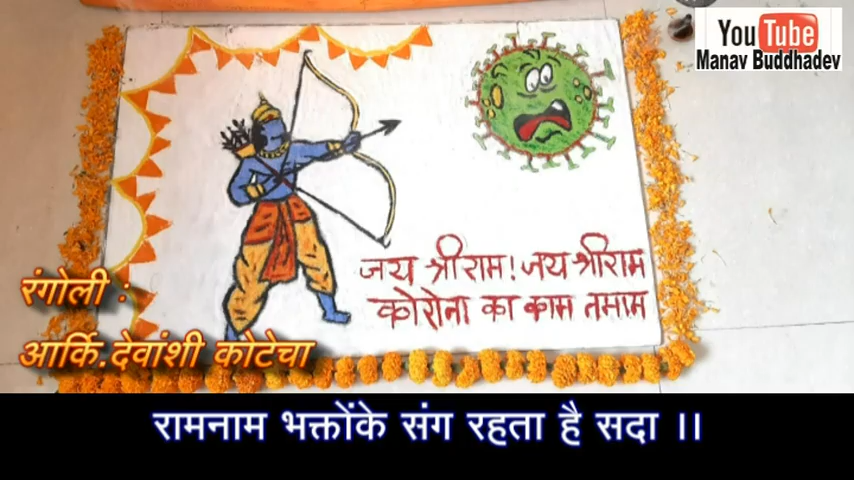 YouTube
Manav Buddhadev
जय श्रीराम! जय श्रीराम
कोरोना का काम तमाम
रंगोली :
आर्कि.देवांशी कोटेचा
रामनाम भक्तोंके संग रहता है सदा ।।